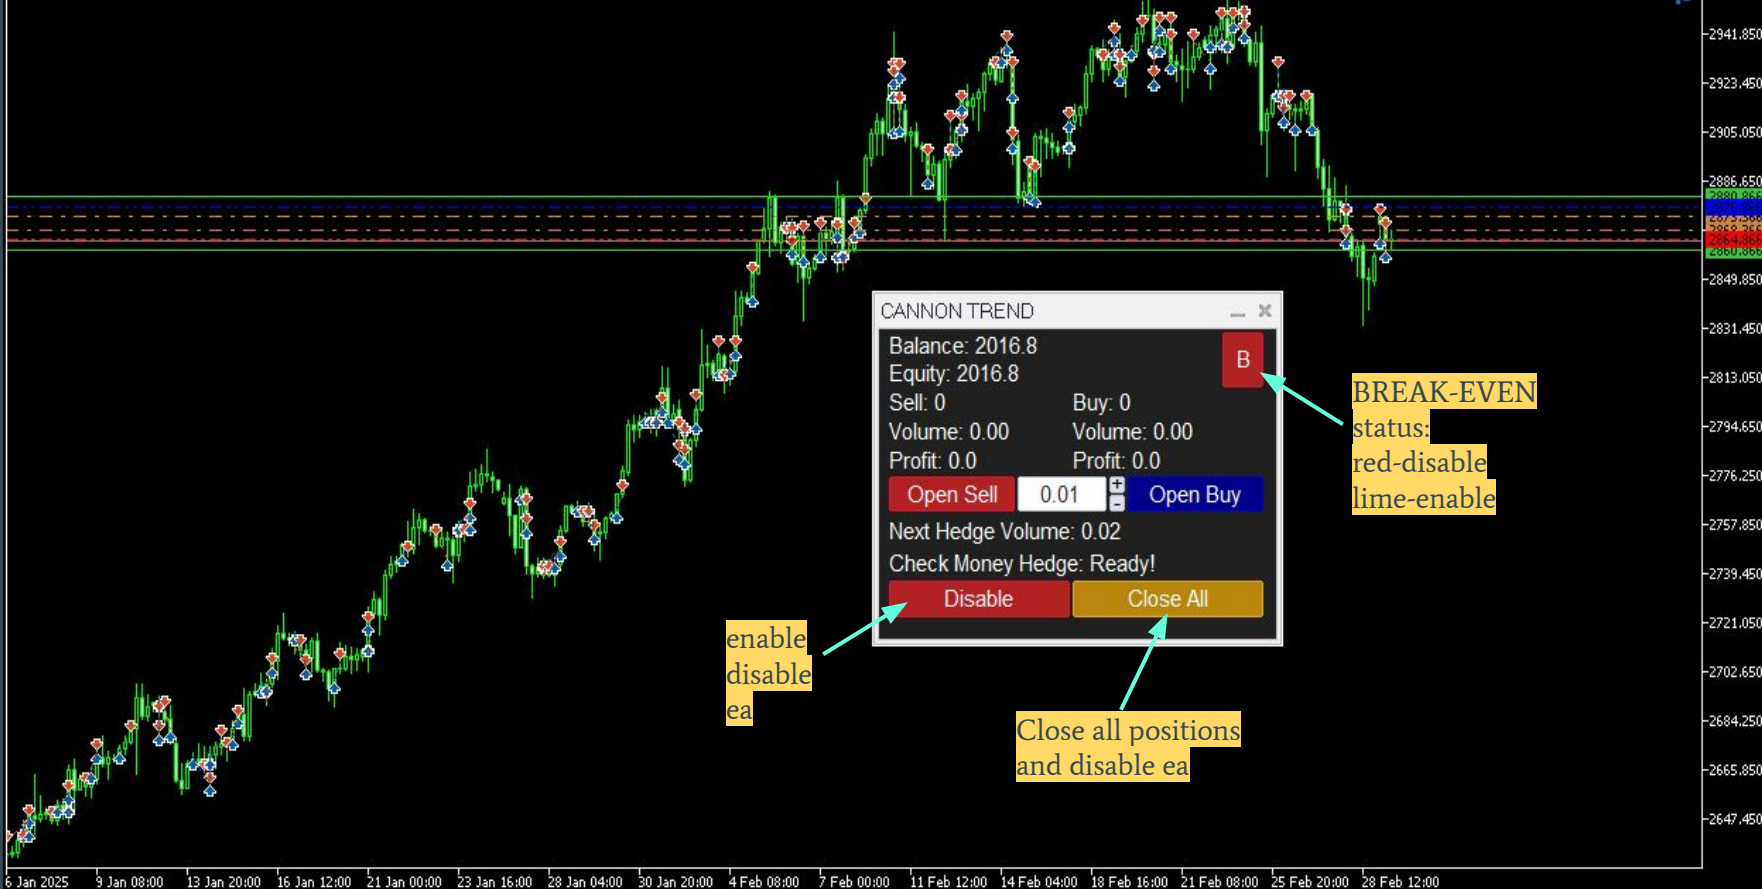 2941.850
2923.450
2905.050
2886.650
2864.866
2860.866
2849.850
2831.450
2813.050
2794.650
2776.250
2757.850
2739.450
2721.050
2702.650
2684.250
2665.850
2647.450
CANNON TREND
Balance: 2016.8
B
Equity: 2016.8
Sell: 0 Buy: 0
Volume: 0.00 Volume: 0.00
Profit: 0.0 Profit: 0.0
Open Sell 0.01 + - Open Buy
Next Hedge Volume: 0.02
Check Money Hedge: Ready!
Disable Close All
BREAK-EVEN
status:
red-disable
lime-enable
enable
disable
ea
Close all positions
and disable ea
6 Jan 2025 9 Jan 08:00 13 Jan 20:00 16 Jan 12:00 21 Jan 00:00 23 Jan 16:00 28 Jan 04:00 30 Jan 20:00 4 Feb 08:00 7 Feb 00:00 11 Feb 12:00 14 Feb 04:00 18 Feb 16:00 21 Feb 08:00 25 Feb 20:00 28 Feb 12:00